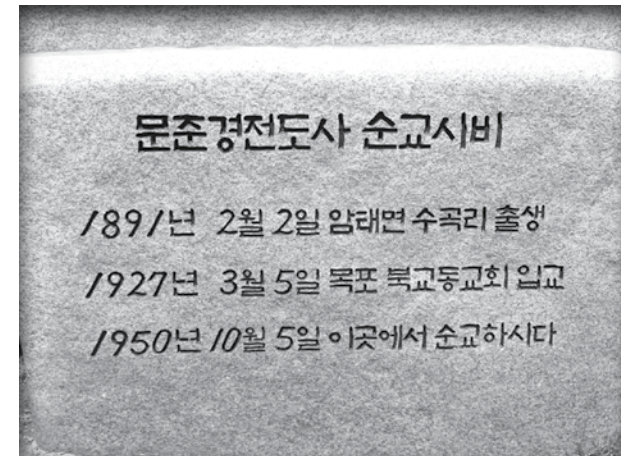 문준경전도사 순교시비
1891년 2월 2일 암태면 수곡리 출생
1927년 3월 5일 목포 북교동교회 입교
1950년 10월 5일 이곳에서 순교하시다